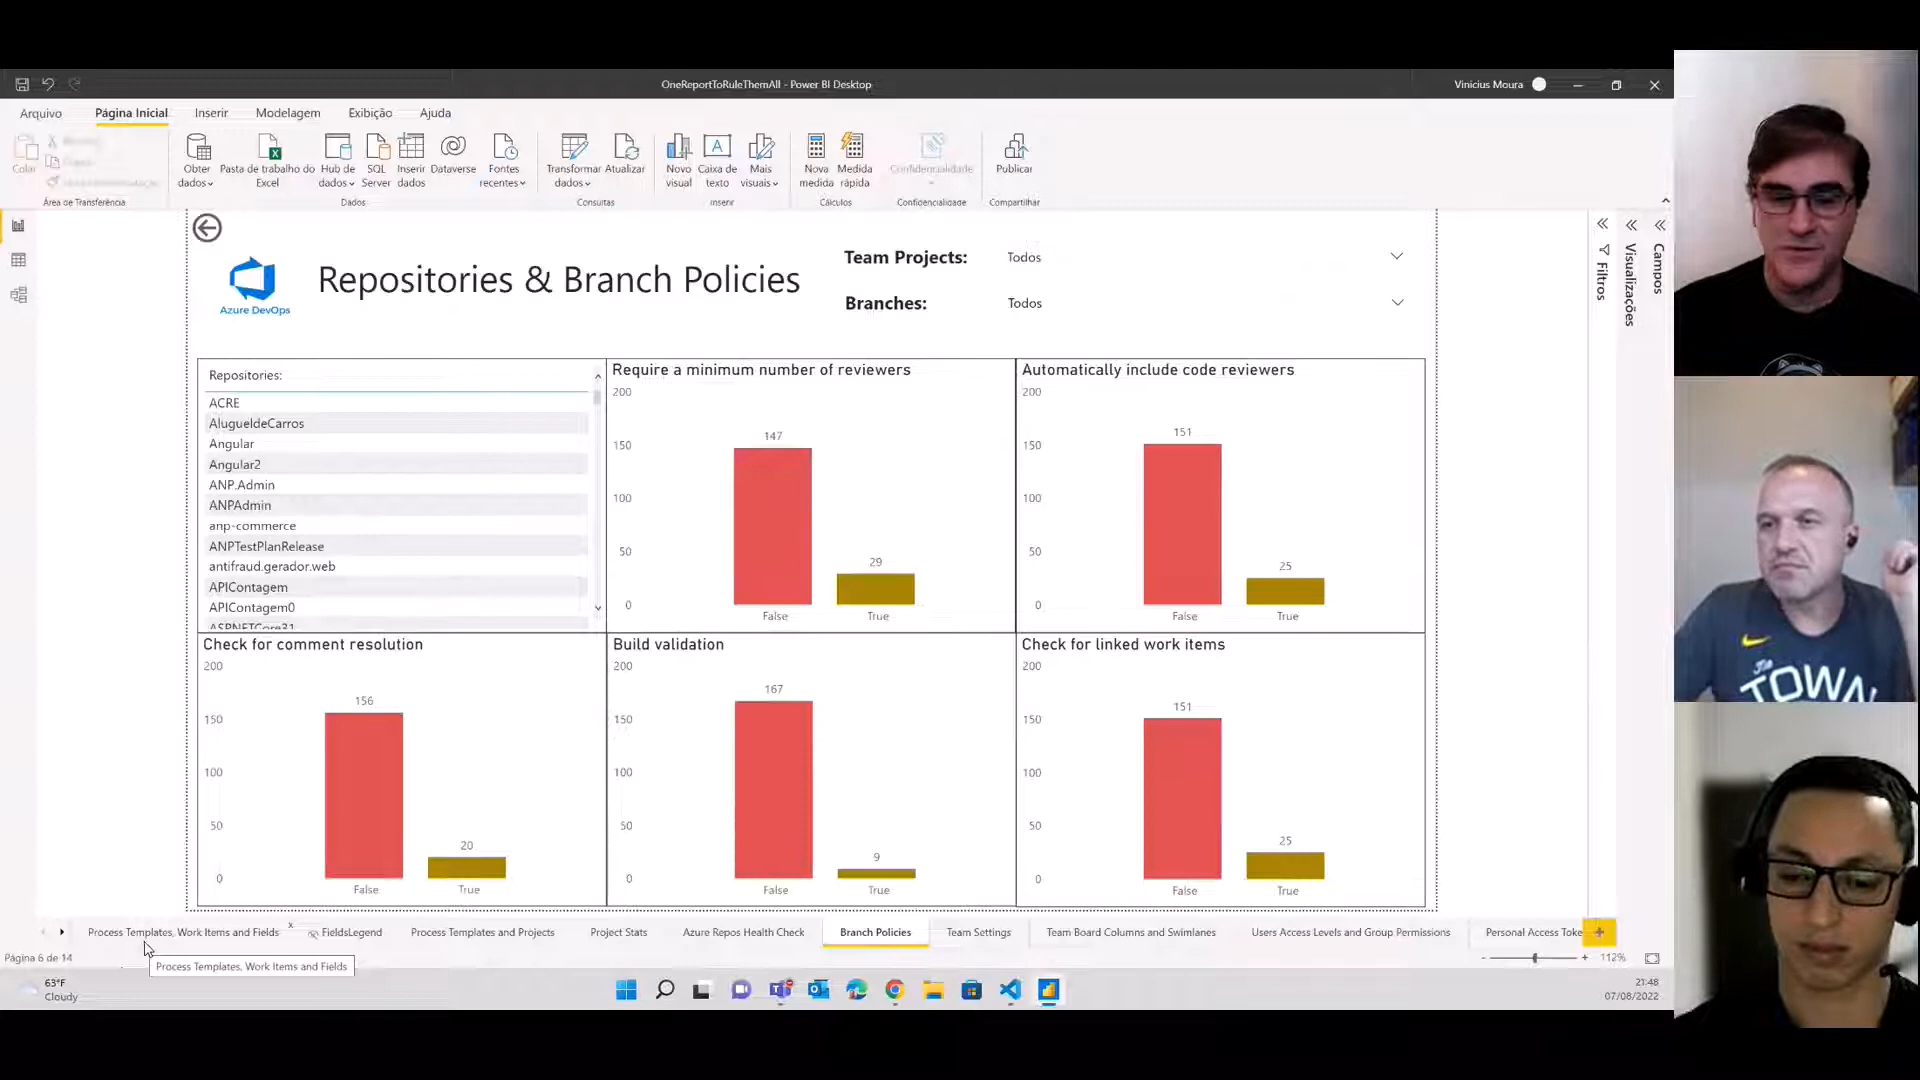 OneReportToRuleThemAll - Power BI Desktop
Vinicius Moura
Arquivo
Página Inicial
Inserir
Modelagem
Exibição
Ajuda
Colar
Obter dados
Pasta de trabalho do Excel
Hub de dados
SQL Server
Inserir dados
Dataverse
Fontes recentes
Transformar dados
Atualizar
Novo visual
Caixa de texto
Mais visuais
Nova medida
Medida rápida
Confidencialidade
Publicar
Área de Transferência
Dados
Consultas
Inserir
Cálculos
Confidencialidade
Compartilhar
Azure DevOps
Repositories & Branch Policies
Team Projects:
Todos
Branches:
Todos
Filtros
Visualizações
Campos
Repositories:
ACRE
AlugueldeCarros
Angular
Angular2
ANP.Admin
ANPAdmin
anp-commerce
ANPTestPlanRelease
antifraud.gerador.web
APIContagem
APIContagem0
ASPNETCore31
Require a minimum number of reviewers
200
150
100
50
0
147
29
False
True
Automatically include code reviewers
200
150
100
50
0
151
25
False
True
Check for comment resolution
200
150
100
50
0
156
20
False
True
Build validation
200
150
100
50
0
167
9
False
True
Check for linked work items
200
150
100
50
0
151
25
False
True
Process Templates, Work Items and Fields
FieldsLegend
Process Templates and Projects
Project Stats
Azure Repos Health Check
Branch Policies
Team Settings
Team Board Columns and Swimlanes
Users Access Levels and Group Permissions
Personal Access Toke
Página 6 de 14
Process Templates, Work Items and Fields
112%
63°F
Cloudy
21:48
07/08/2022
The
TOWN